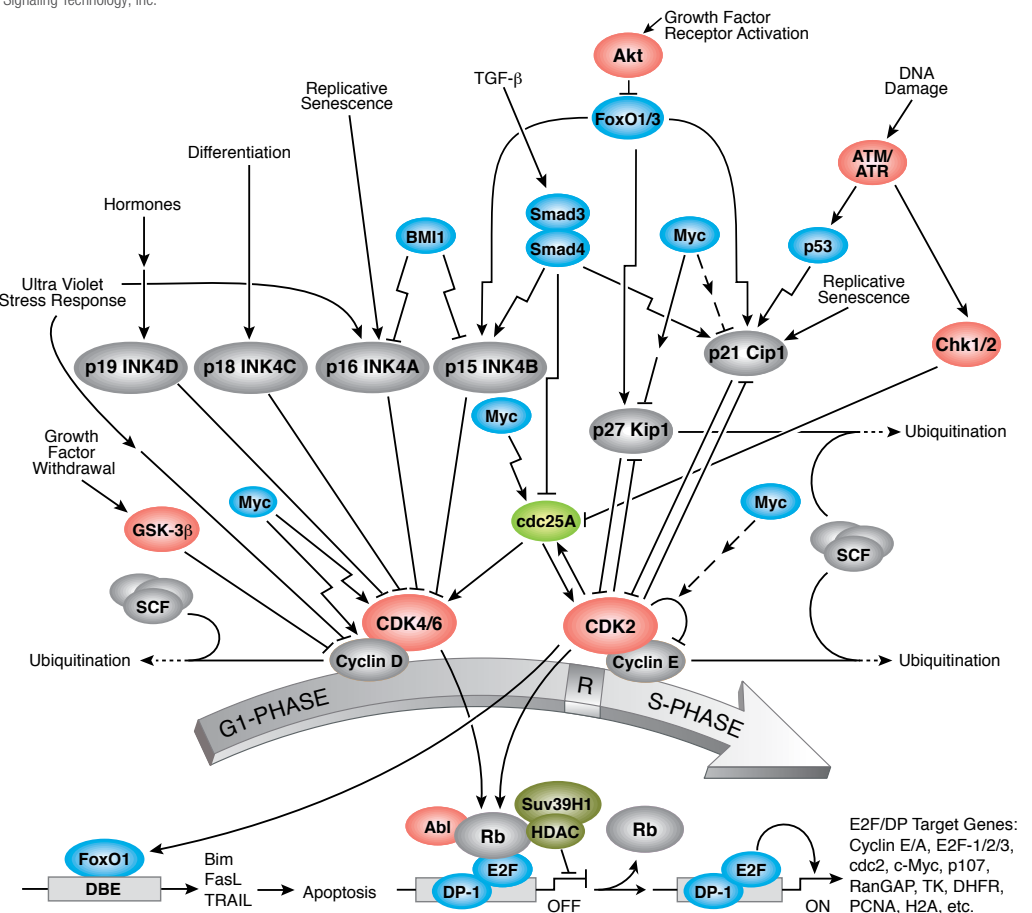 Signaling Technology, Inc.
Growth Factor
Receptor Activation
Akt
TGF-β
DNA
Damage
Replicative
Senescence
FoxO1/3
Differentiation
ATM/
ATR
Hormones
Smad3
Smad4
BMI1
Myc
p53
Ultra Violet
Stress Response
Replicative
Senescence
p19 INK4D
p18 INK4C
p16 INK4A
p15 INK4B
p21 Cip1
Chk1/2
Myc
p27 Kip1
Ubiquitination
Growth
Factor
Withdrawal
Myc
Myc
GSK-3β
cdc25A
SCF
SCF
CDK4/6
CDK2
Ubiquitination
Cyclin D
Cyclin E
Ubiquitination
G1-PHASE
R
S-PHASE
Suv39H1
Abl
Rb
HDAC
Rb
E2F
DP-1
OFF
FoxO1
DBE
Bim
FasL
TRAIL
Apoptosis
E2F
DP-1
ON
E2F/DP Target Genes:
Cyclin E/A, E2F-1/2/3,
cdc2, c-Myc, p107,
RanGAP, TK, DHFR,
PCNA, H2A, etc.